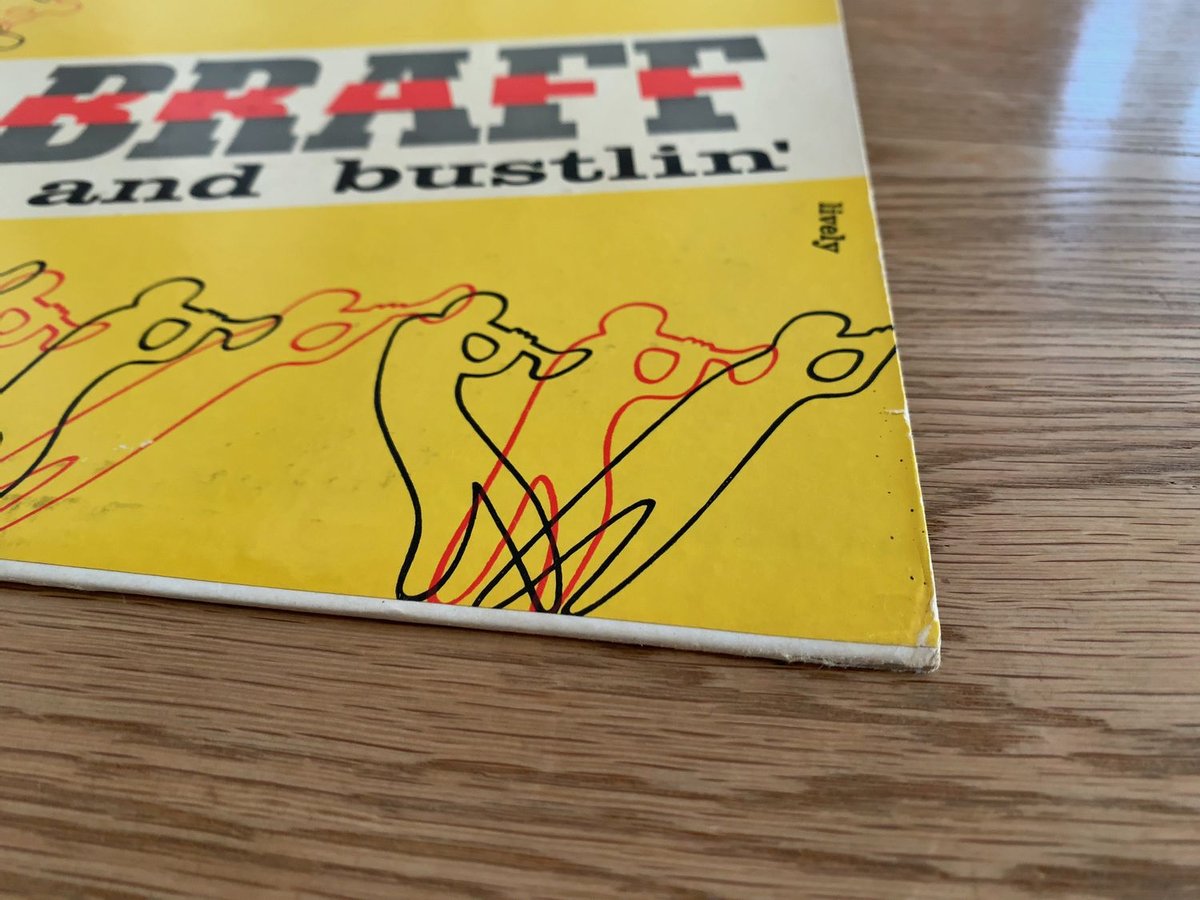 BRAFF
and bustlin'
lively